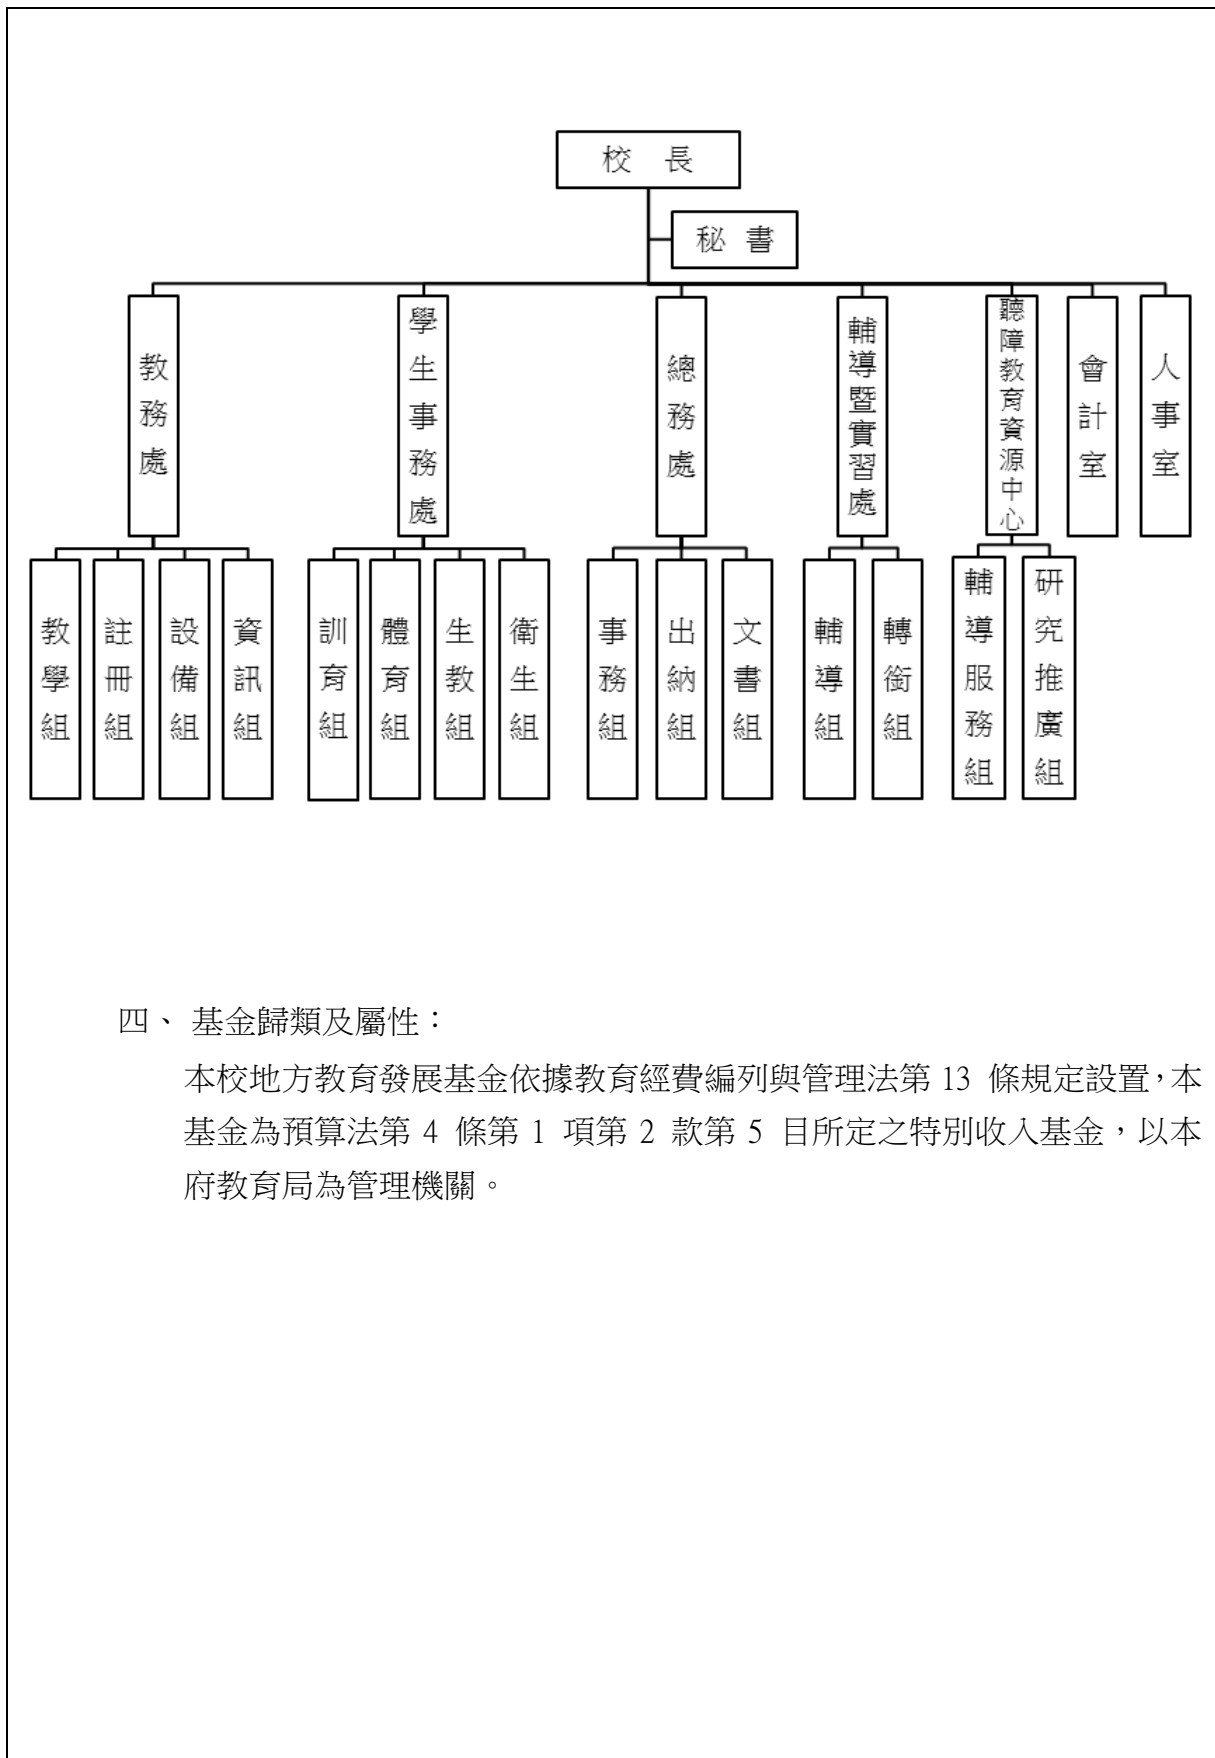 校 長
秘 書
教務處
學生事務處
總務處
輔導暨實習處
聽障教育資源中心
會計室
人事室
教學組
註冊組
設備組
資訊組
訓育組
體育組
生教組
衛生組
事務組
出納組
文書組
輔導組
轉銜組
輔導服務組
研究推廣組
四、 基金歸類及屬性：
本校地方教育發展基金依據教育經費編列與管理法第 13 條規定設置，本
基金為預算法第 4 條第 1 項第 2 款第 5 目所定之特別收入基金，以本
府教育局為管理機關。